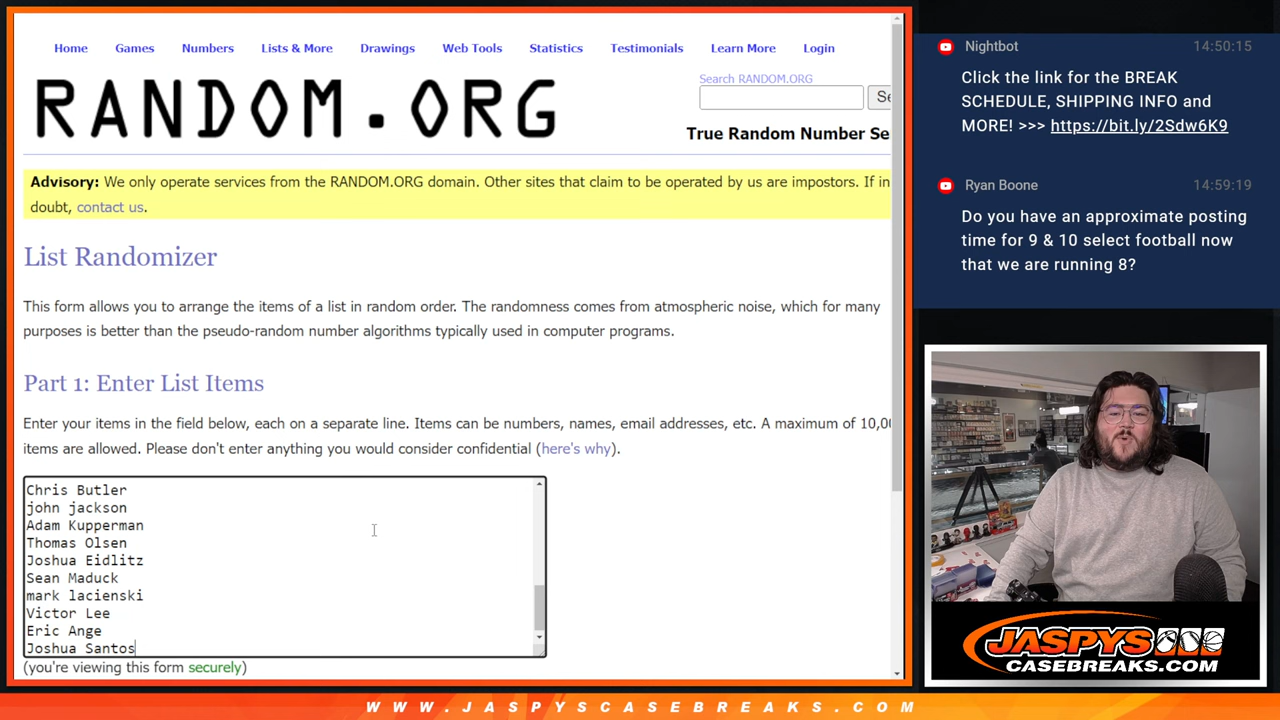 Home Games Numbers Lists & More Drawings Web Tools Statistics Testimonials Learn More Login
RANDOM.ORG
Search RANDOM.ORG
Se
True Random Number Se
Advisory: We only operate services from the RANDOM.ORG domain. Other sites that claim to be operated by us are impostors. If in
doubt, contact us.
List Randomizer
This form allows you to arrange the items of a list in random order. The randomness comes from atmospheric noise, which for many
purposes is better than the pseudo-random number algorithms typically used in computer programs.
Part 1: Enter List Items
Enter your items in the field below, each on a separate line. Items can be numbers, names, email addresses, etc. A maximum of 10,00
items are allowed. Please don't enter anything you would consider confidential (here's why).
Chris Butler
john jackson
Adam Kupperman
Thomas Olsen
Joshua Eidlitz
Sean Maduck
mark lacienski
Victor Lee
Eric Ange
Joshua Santos
(you're viewing this form securely)
Nightbot 14:50:15
Click the link for the BREAK
SCHEDULE, SHIPPING INFO and
MORE! >>> https://bit.ly/2Sdw6K9
Ryan Boone 14:59:19
Do you have an approximate posting
time for 9 & 10 select football now
that we are running 8?
JASPYS
CASEBREAKS.COM
WWW.JASPYSCASEBREAKS.COM